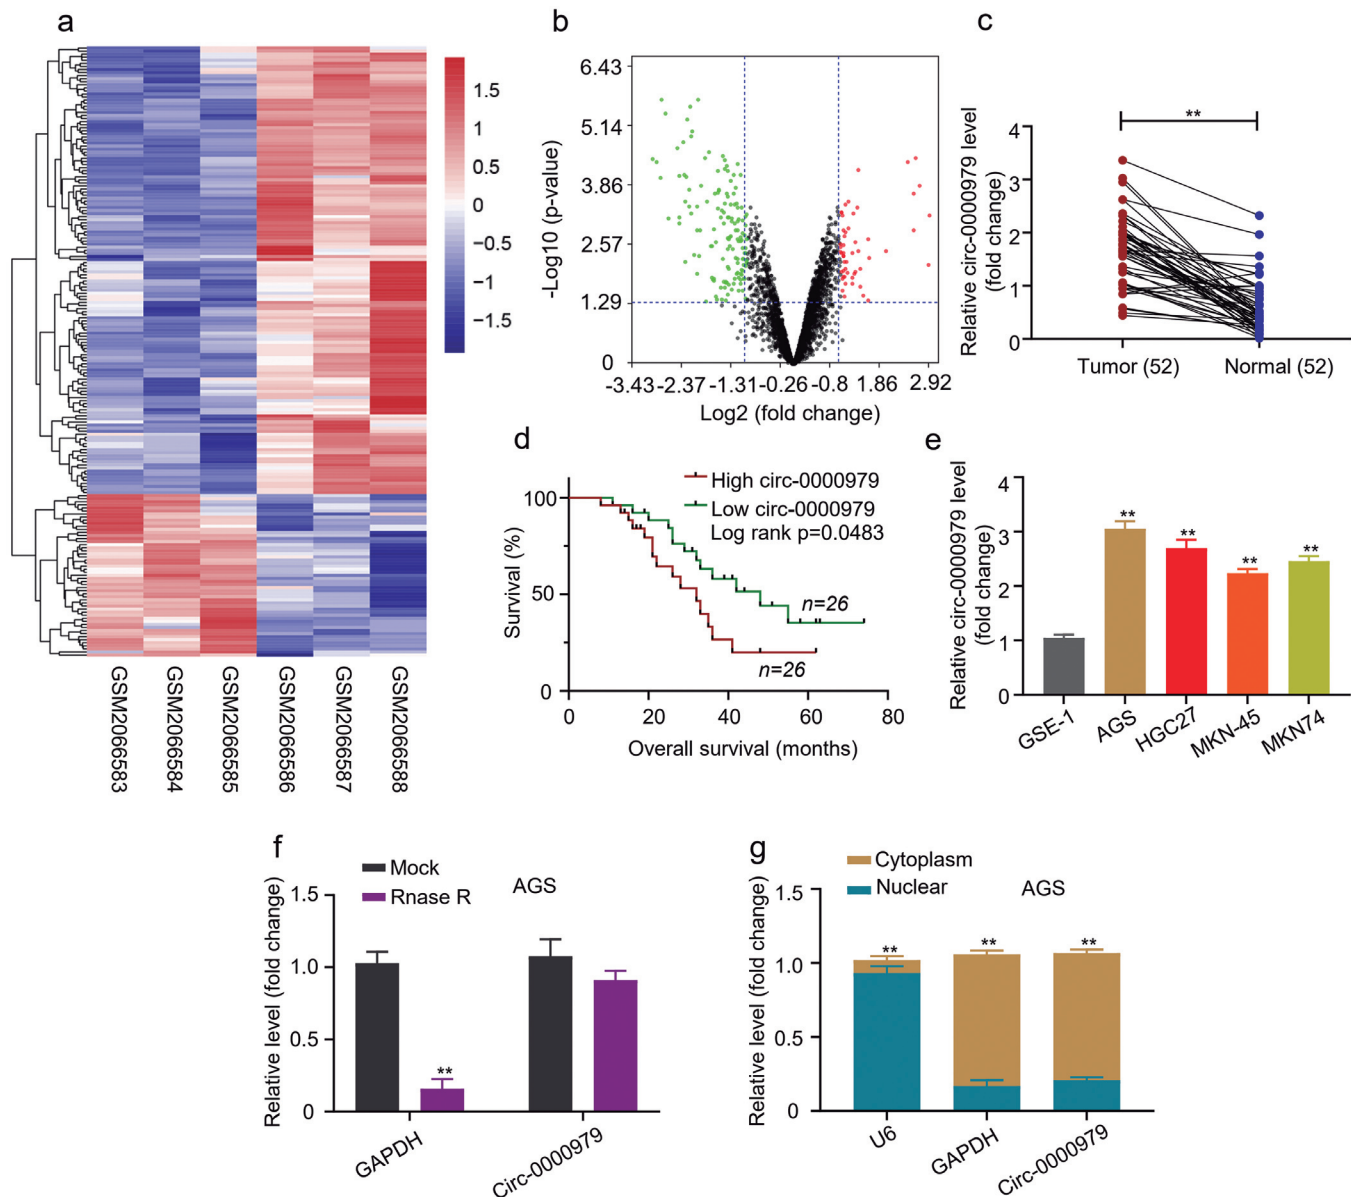 a
1.5
1
0.5
0
−0.5
−1
−1.5
GSM2066583
GSM2066584
GSM2066585
GSM2066586
GSM2066587
GSM2066588
b
-Log10 (p-value)
6.43
5.14
3.86
2.57
1.29
0
-3.43 -2.37 -1.31 -0.26 -0.8 1.86 2.92
Log2 (fold change)
c
Relative circ-0000979 level
(fold change)
4
3
2
1
0
**
Tumor (52) Normal (52)
d
High circ-0000979
Low circ-0000979
Log rank p=0.0483
Survival (%)
100
50
0
n=26
n=26
0 20 40 60 80
Overall survival (months)
e
Relative circ-0000979 level
(fold change)
4
3
2
1
0
** ** ** **
GSE-1 AGS HGC27 MKN-45 MKN74
f
Mock
Rnase R
AGS
Relative level (fold change)
1.5
1.0
0.5
0
**
GAPDH Circ-0000979
g
Cytoplasm
Nuclear
AGS
Relative level (fold change)
1.5
1.0
0.5
0
** ** **
U6 GAPDH Circ-0000979